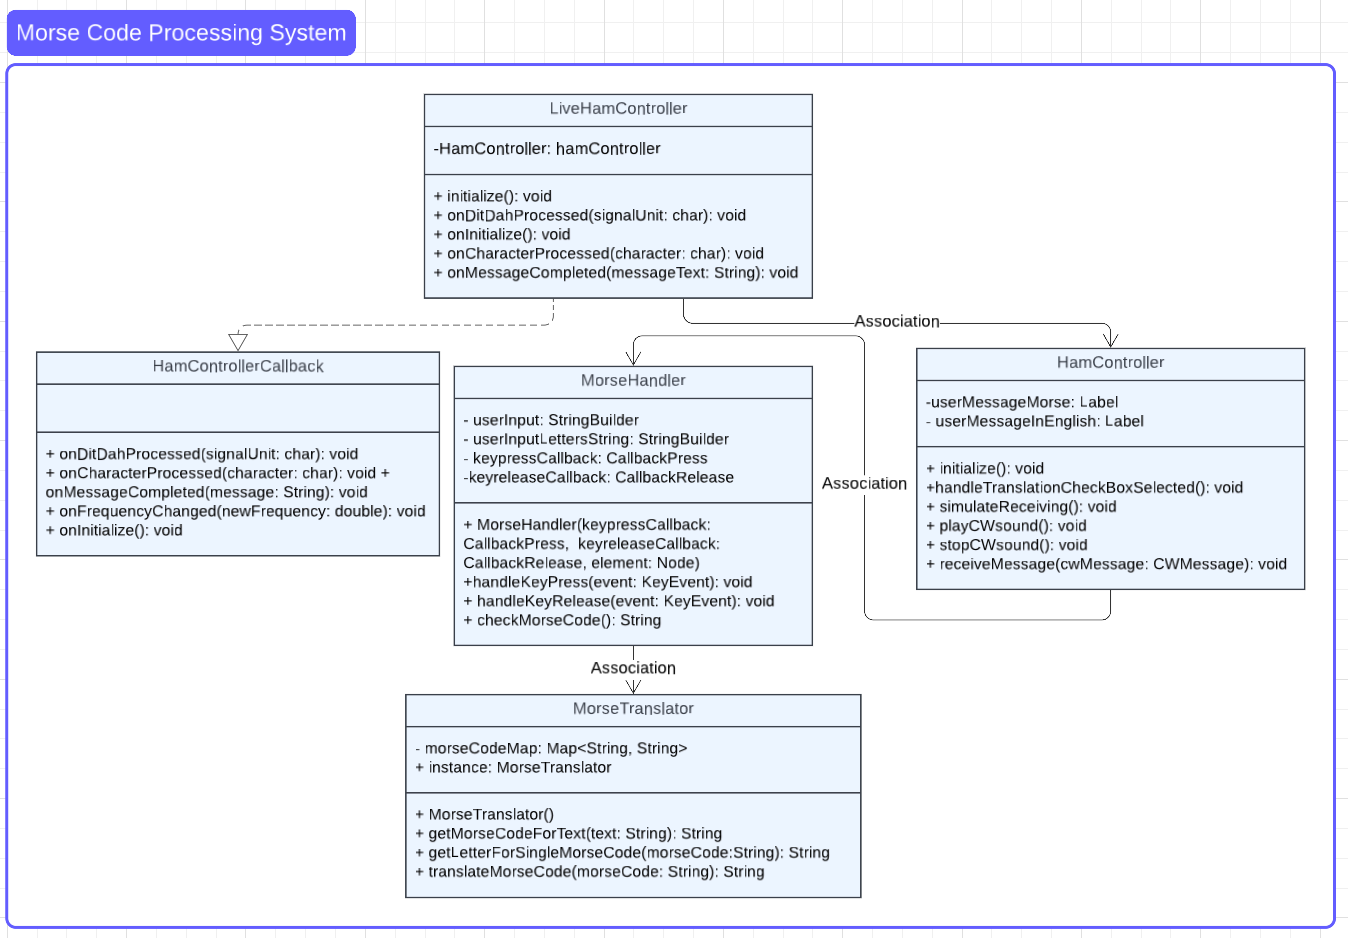 Morse Code Processing System
LiveHamController
-HamController: hamController
+ initialize(): void
+ onDitDahProcessed(signalUnit: char): void
+ onInitialize(): void
+ onCharacterProcessed(character: char): void
+ onMessageCompleted(messageText: String): void
Association
HamControllerCallback
+ onDitDahProcessed(signalUnit: char): void
+ onCharacterProcessed(character: char): void +
onMessageCompleted(message: String): void
+ onFrequencyChanged(newFrequency: double): void
+ onInitialize(): void
MorseHandler
- userInput: StringBuilder
- userInputLettersString: StringBuilder
- keypressCallback: CallbackPress
-keyreleaseCallback: CallbackRelease
+ MorseHandler(keypressCallback:
CallbackPress,  keyreleaseCallback:
CallbackRelease, element: Node)
+handleKeyPress(event: KeyEvent): void
+ handleKeyRelease(event: KeyEvent): void
+ checkMorseCode(): String
Association
HamController
-userMessageMorse: Label
- userMessageInEnglish: Label
+ initialize(): void
+handleTranslationCheckBoxSelected(): void
+ simulateReceiving(): void
+ playCWsound(): void
+ stopCWsound(): void
+ receiveMessage(cwMessage: CWMessage): void
Association
MorseTranslator
- morseCodeMap: Map<String, String>
+ instance: MorseTranslator
+ MorseTranslator()
+ getMorseCodeForText(text: String): String
+ getLetterForSingleMorseCode(morseCode:String): String
+ translateMorseCode(morseCode: String): String